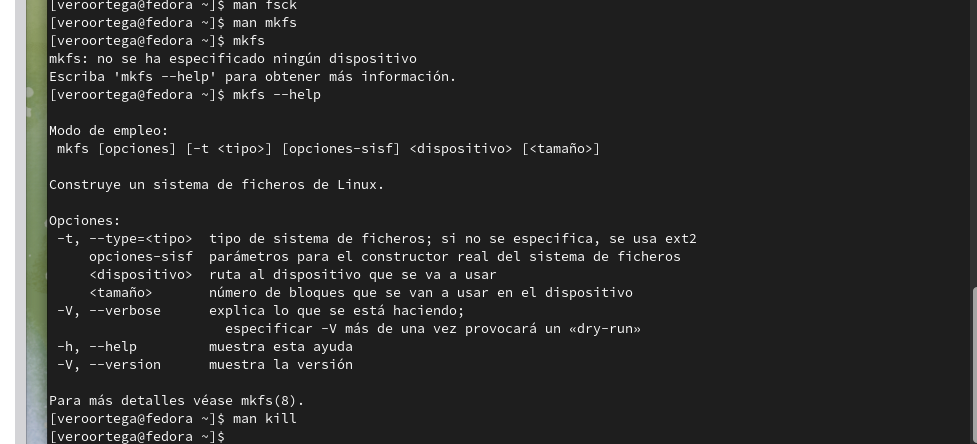 [veroortega@fedora ~]$ man fsck
[veroortega@fedora ~]$ man mkfs
[veroortega@fedora ~]$ mkfs
mkfs: no se ha especificado ningún dispositivo
Escriba 'mkfs --help' para obtener más información.
[veroortega@fedora ~]$ mkfs --help

Modo de empleo:
 mkfs [opciones] [-t <tipo>] [opciones-sisf] <dispositivo> [<tamaño>]

Construye un sistema de ficheros de Linux.

Opciones:
 -t, --type=<tipo>  tipo de sistema de ficheros; si no se especifica, se usa ext2
     opciones-sisf  parámetros para el constructor real del sistema de ficheros
     <dispositivo>  ruta al dispositivo que se va a usar
     <tamaño>       número de bloques que se van a usar en el dispositivo
 -V, --verbose      explica lo que se está haciendo;
                      especificar -V más de una vez provocará un «dry-run»
 -h, --help         muestra esta ayuda
 -V, --version      muestra la versión

Para más detalles véase mkfs(8).
[veroortega@fedora ~]$ man kill
[veroortega@fedora ~]$